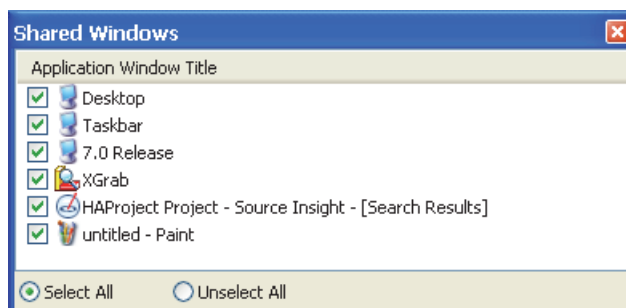 Shared Windows
Application Window Title
Desktop
Taskbar
7.0 Release
XGrab
HAProject Project - Source Insight - [Search Results]
untitled - Paint
Select All Unselect All